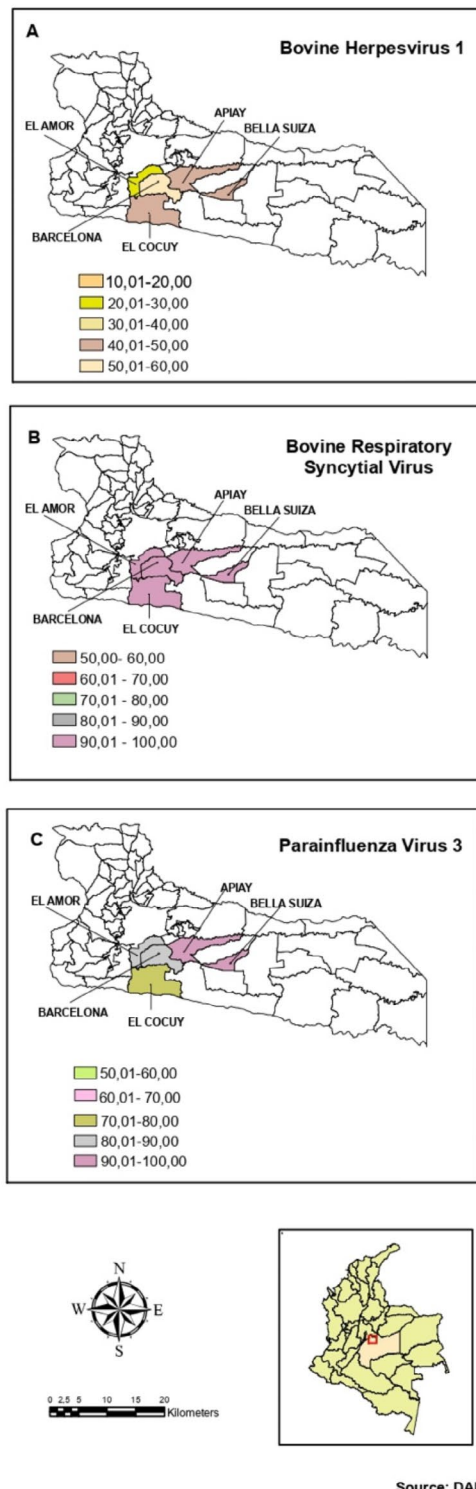 A
Bovine Herpesvirus 1
APIAY
EL AMOR
BELLA SUIZA
BARCELONA
EL COCUY
10,01-20,00
20,01-30,00
30,01-40,00
40,01-50,00
50,01-60,00
B
Bovine Respiratory
Syncytial Virus
APIAY
EL AMOR
BELLA SUIZA
BARCELONA
EL COCUY
50,00- 60,00
60,01 - 70,00
70,01 - 80,00
80,01 - 90,00
90,01 - 100,00
C
Parainfluenza Virus 3
APIAY
EL AMOR
BELLA SUIZA
BARCELONA
EL COCUY
50,01-60,00
60,01- 70,00
70,01-80,00
80,01-90,00
90,01-100,00
N
W E
S
0 2,5 5 10 15 20
Kilometers
Source: